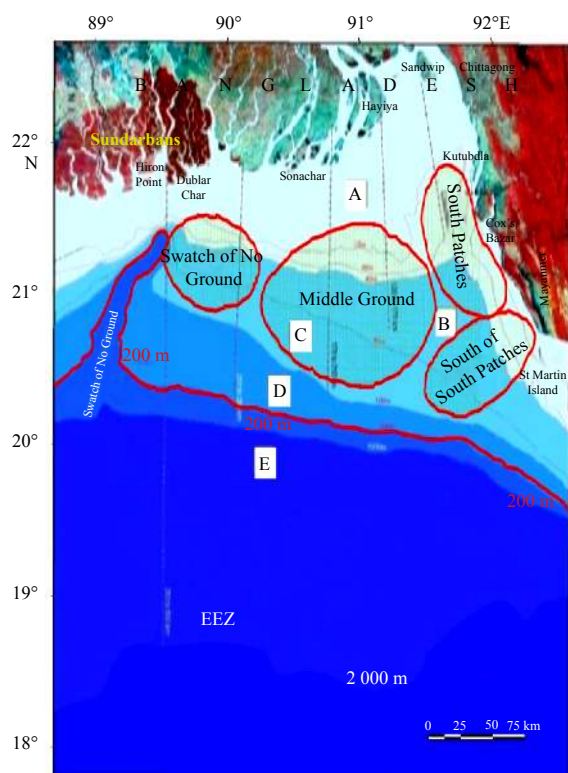 89° 90° 91° 92°E
Sandwip Chittagong
B A N G L A D E S H
Hayiya
22°
N
Sundarbans
Kutubdla
Hiron
Point
Dublar
Char
Sonachar
A
South Patches
Cox's
Bazar
Swatch of No
Ground
21°
Middle Ground
B
C
Swatch of No Ground
200 m
South of
South Patches
St Martin
Island
D
200 m
20°
E
200 m
19°
EEZ
2 000 m
0 25 50 75 km
18°